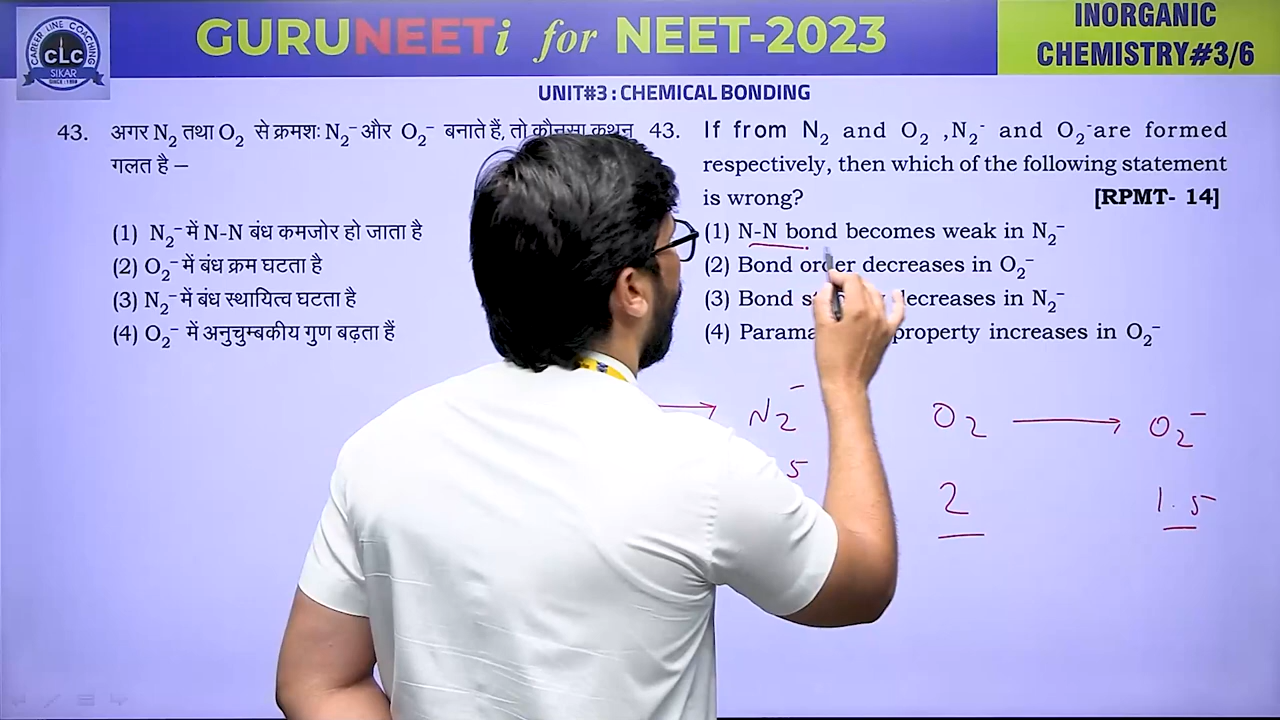 GURUNEETi for NEET-2023
INORGANIC
CHEMISTRY#3/6
CAREER LINE COACHING
CLC
SIKAR
SINCE : 1996
UNIT#3 : CHEMICAL BONDING
43. अगर N₂ तथा O₂ से क्रमशः N₂⁻ और O₂⁻ बनाते हैं, तो कौनसा कथन
गलत है –
(1) N₂⁻ में N-N बंध कमजोर हो जाता है
(2) O₂⁻ में बंध क्रम घटता है
(3) N₂⁻ में बंध स्थायित्व घटता है
(4) O₂⁻ में अनुचुम्बकीय गुण बढ़ता हैं
43. If from N₂ and O₂ ,N₂⁻ and O₂⁻are formed
respectively, then which of the following statement
is wrong? [RPMT- 14]
(1) N-N bond becomes weak in N₂⁻
(2) Bond order decreases in O₂⁻
(3) Bond decreases in N₂⁻
(4) property increases in O₂⁻
→ N₂⁻ O₂ → O₂⁻
5 2 1.5